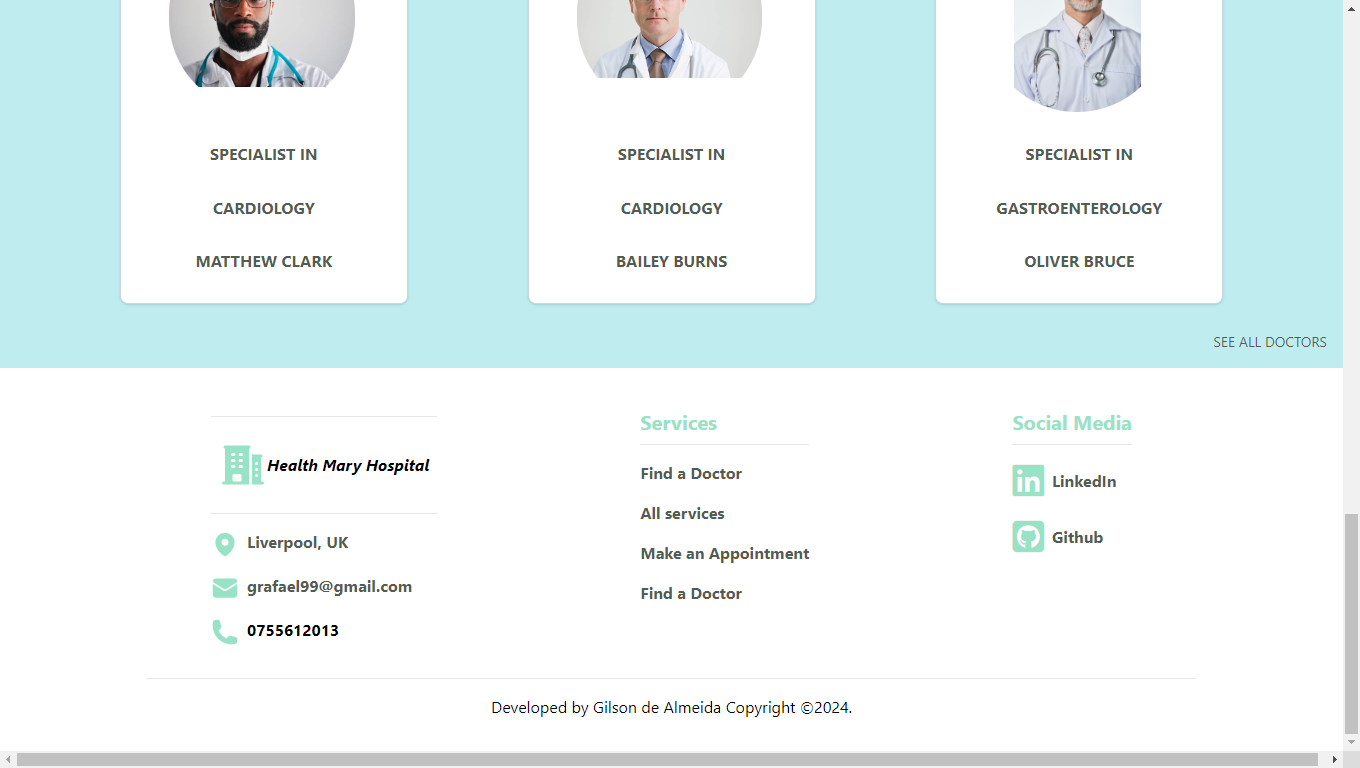 SPECIALIST IN
CARDIOLOGY
MATTHEW CLARK
SPECIALIST IN
CARDIOLOGY
BAILEY BURNS
SPECIALIST IN
GASTROENTEROLOGY
OLIVER BRUCE
SEE ALL DOCTORS
Health Mary Hospital
Liverpool, UK
grafael99@gmail.com
0755612013
Services
Find a Doctor
All services
Make an Appointment
Find a Doctor
Social Media
LinkedIn
Github
Developed by Gilson de Almeida Copyright ©2024.